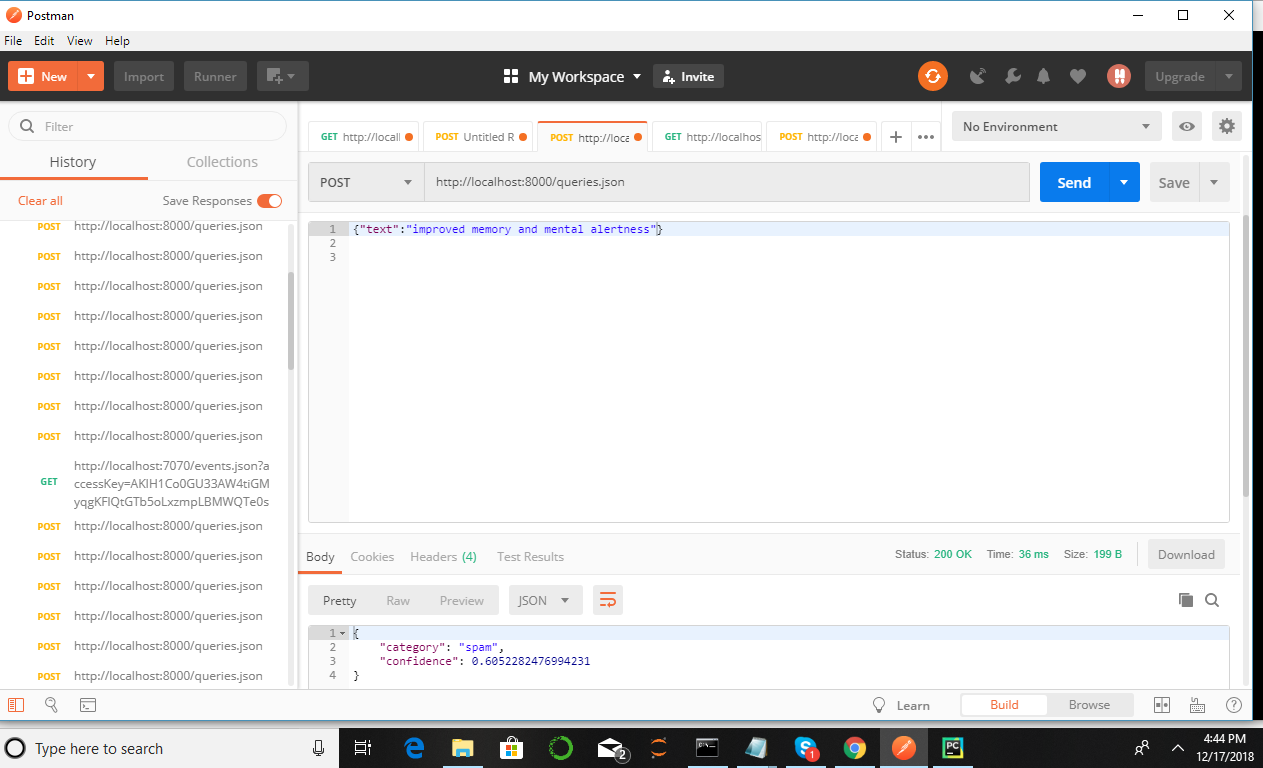 Postman
File Edit View Help
New Import Runner My Workspace Invite Upgrade
Filter
History Collections
Clear all Save Responses
POST http://localhost:8000/queries.json
POST http://localhost:8000/queries.json
POST http://localhost:8000/queries.json
POST http://localhost:8000/queries.json
POST http://localhost:8000/queries.json
POST http://localhost:8000/queries.json
POST http://localhost:8000/queries.json
POST http://localhost:8000/queries.json
GET http://localhost:7070/events.json?a
ccessKey=AKIH1Co0GU33AW4tiGM
yqgKFIQtGTb5oLxzmpLBMWQTe0s
POST http://localhost:8000/queries.json
POST http://localhost:8000/queries.json
POST http://localhost:8000/queries.json
POST http://localhost:8000/queries.json
POST http://localhost:8000/queries.json
POST http://localhost:8000/queries.json
GET http://locall POST Untitled R POST http://loca GET http://localhos POST http://loca + No Environment
POST http://localhost:8000/queries.json Send Save
1 {"text":"improved memory and mental alertness"}
2
3
Body Cookies Headers (4) Test Results Status: 200 OK Time: 36 ms Size: 199 B Download
Pretty Raw Preview JSON
1 {
2 "category": "spam",
3 "confidence": 0.6052282476994231
4 }
Learn Build Browse
Type here to search 2 1 PC 4:44 PM
12/17/2018